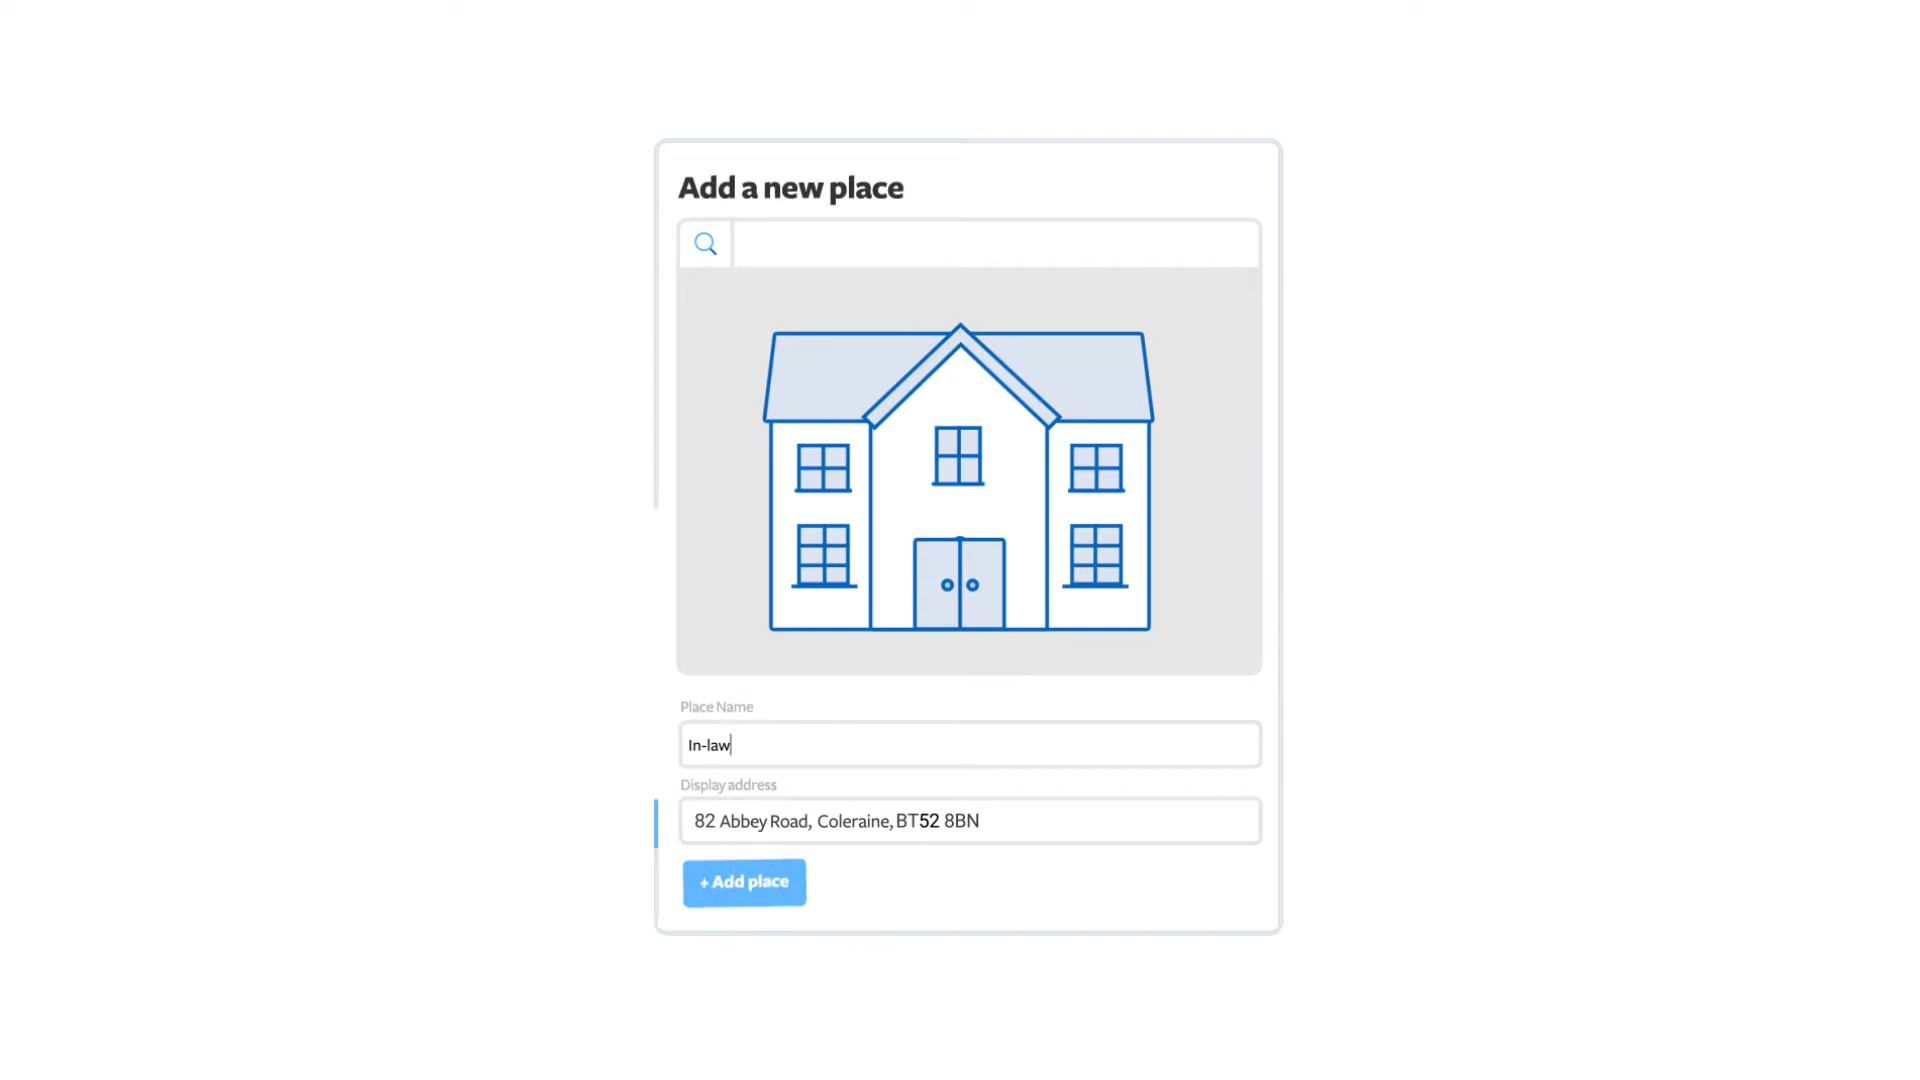 Add a new place
Place Name
In-law
Display address
82 Abbey Road, Coleraine, BT52 8BN
+ Add place